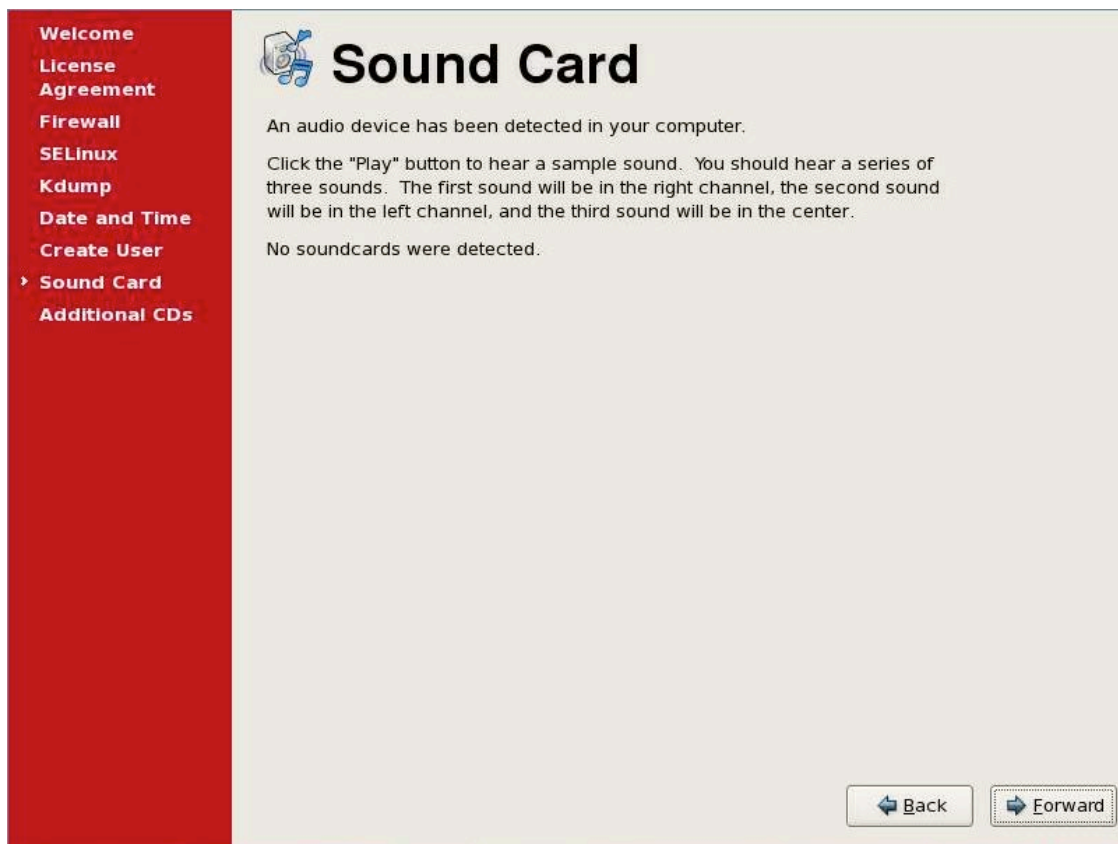 Welcome
License
Agreement
Firewall
SELinux
Kdump
Date and Time
Create User
Sound Card
Additional CDs
Sound Card
An audio device has been detected in your computer.
Click the "Play" button to hear a sample sound.  You should hear a series of
three sounds.  The first sound will be in the right channel, the second sound
will be in the left channel, and the third sound will be in the center.
No soundcards were detected.
Back
Forward